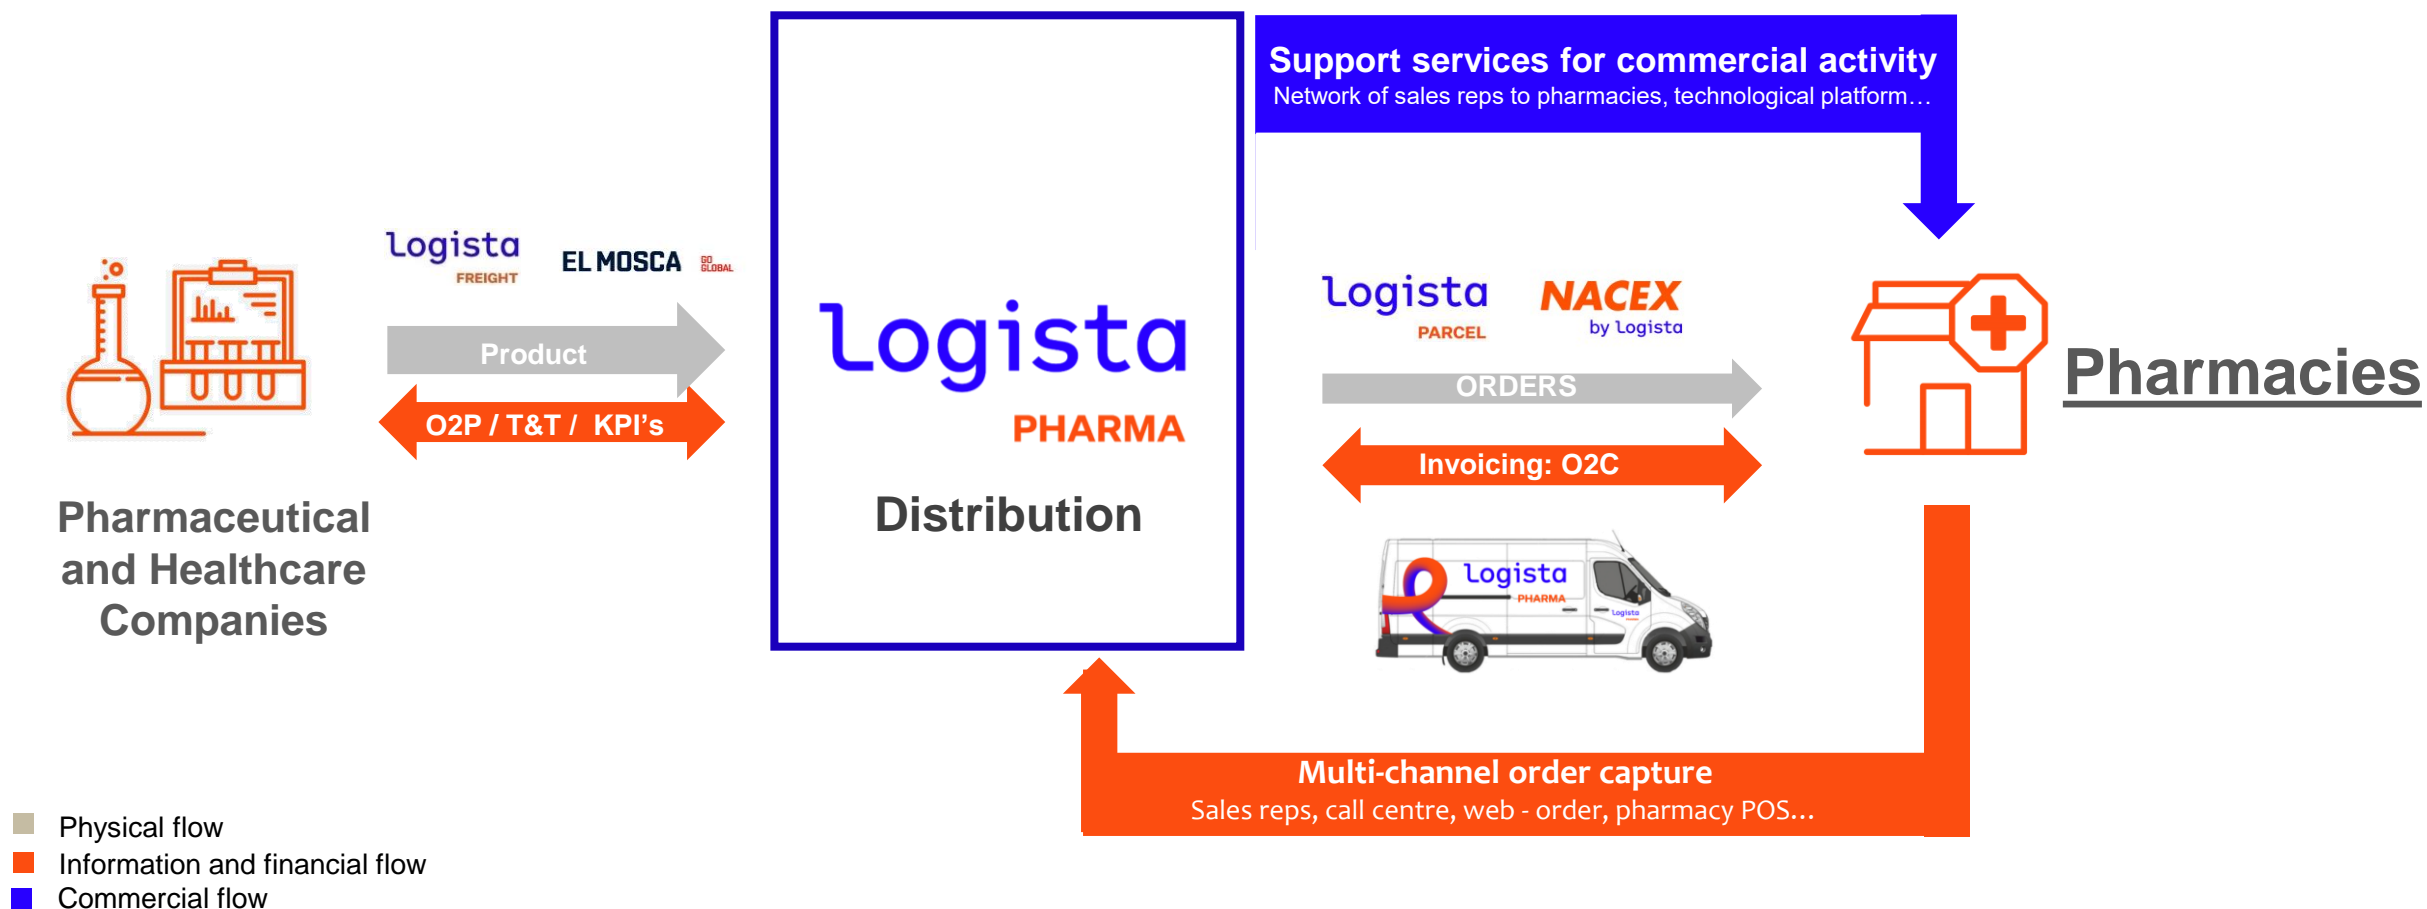 Support services for commercial activity
Network of sales reps to pharmacies, technological platform…
Logista
FREIGHT
EL MOSCA
GO
GLOBAL
Product
O2P / T&T / KPI's
Pharmaceutical
and Healthcare
Companies
Logista
PHARMA
Distribution
Logista
PARCEL
NACEX
by Logista
ORDERS
Invoicing: O2C
Logista
PHARMA
Logista
Pharmacies
Multi-channel order capture
Sales reps, call centre, web - order, pharmacy POS…
Physical flow
Information and financial flow
Commercial flow